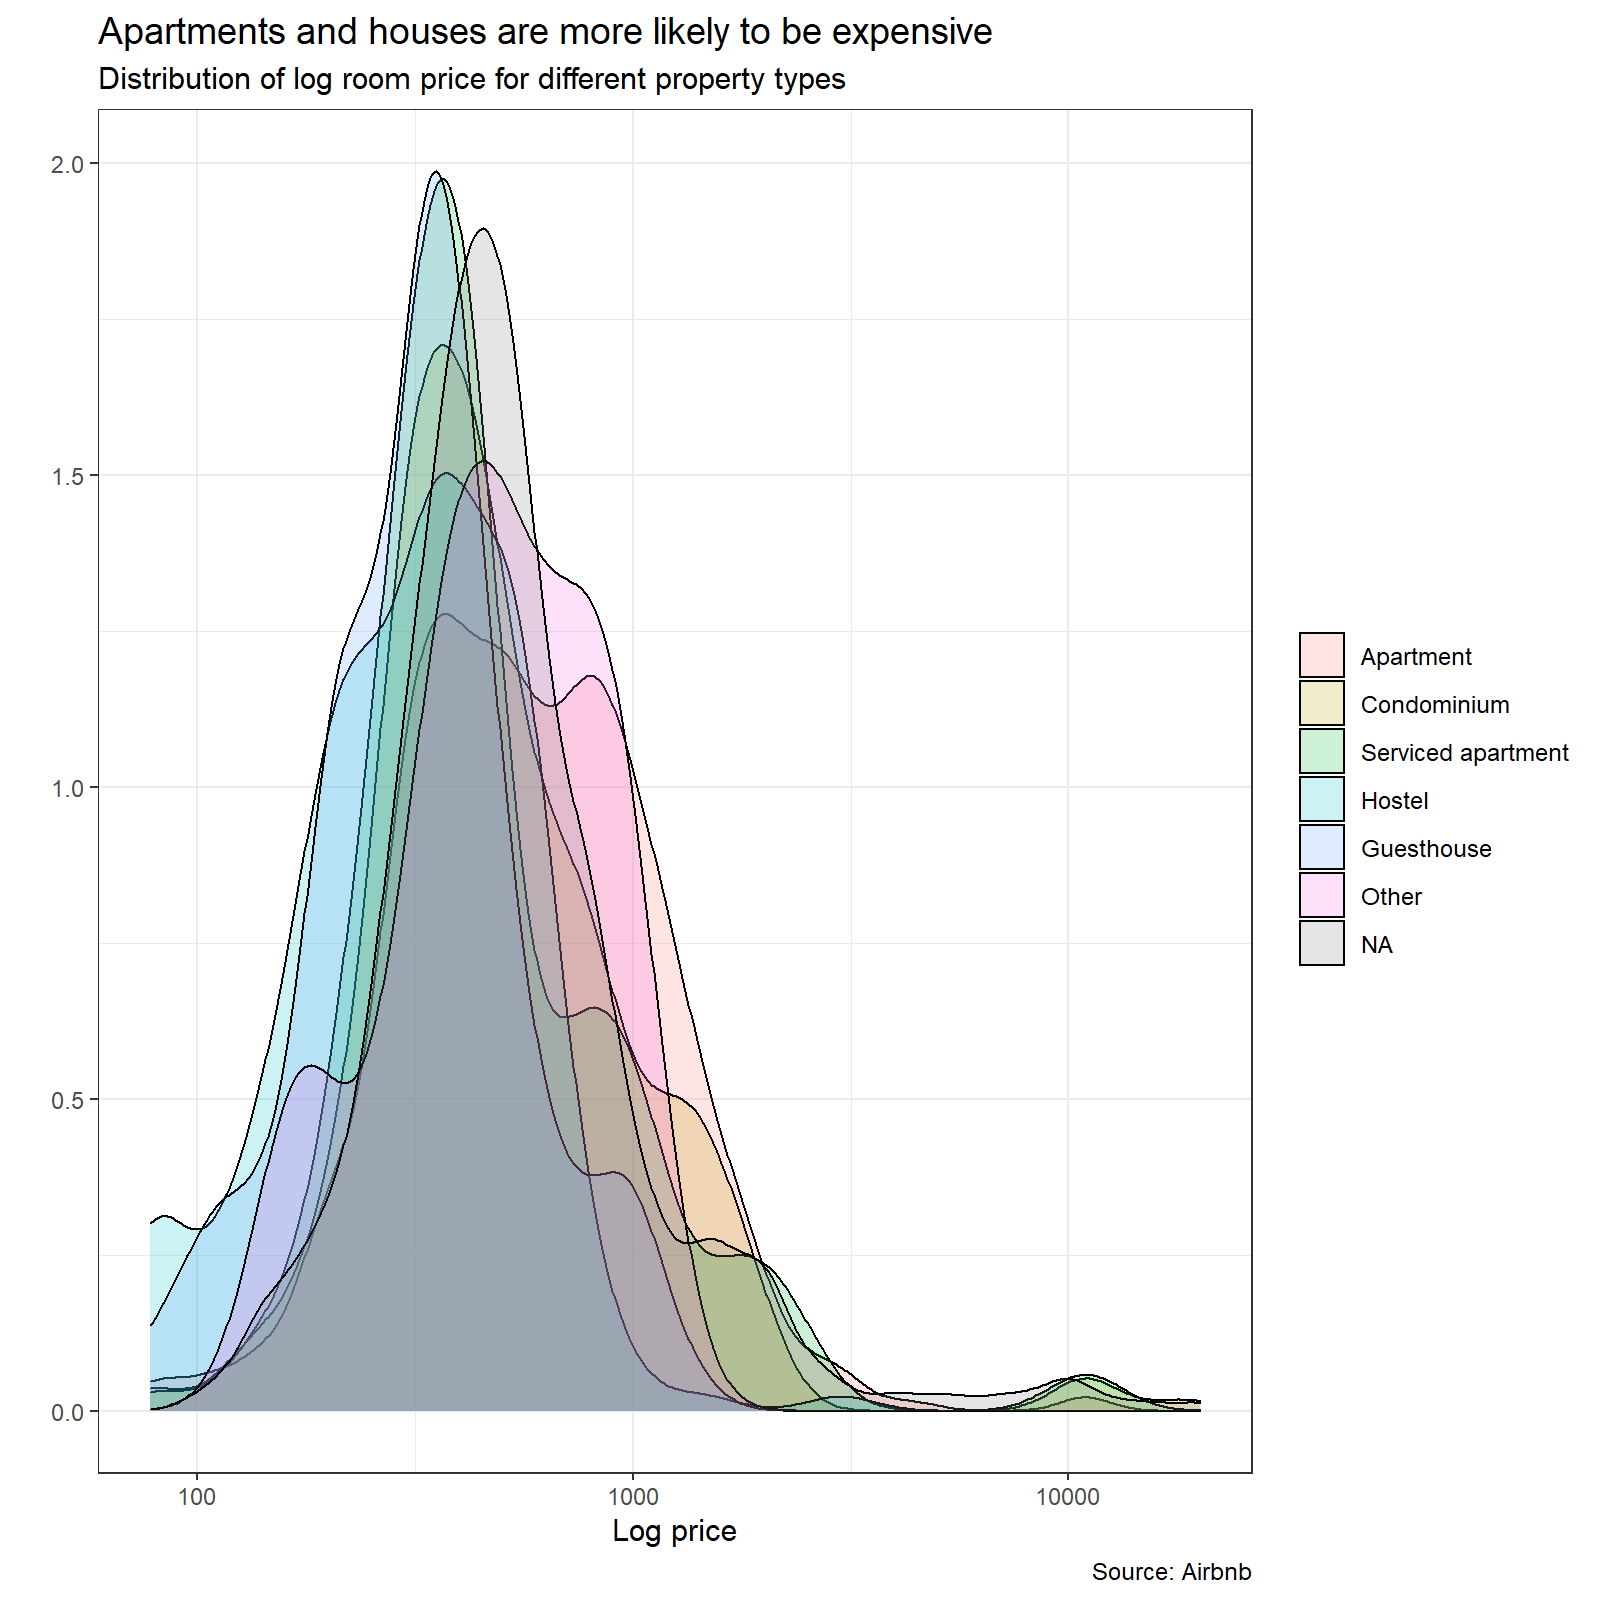 Apartments and houses are more likely to be expensive
Distribution of log room price for different property types
2.0
1.5
1.0
0.5
0.0
100
1000
10000
Log price
Apartment
Condominium
Serviced apartment
Hostel
Guesthouse
Other
NA
Source: Airbnb